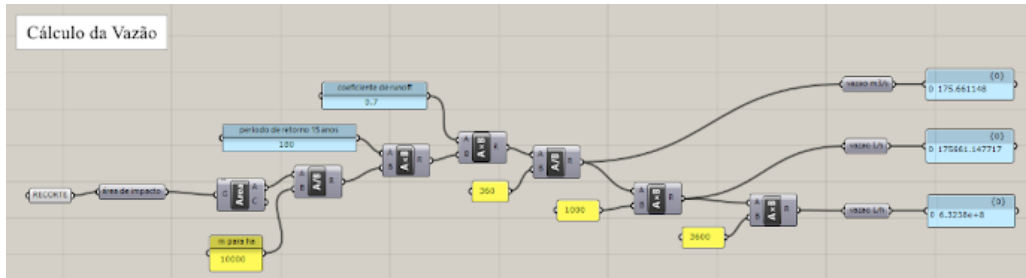 Cálculo da Vazão
coeficiente de runoff
0.7
período de retorno 15 anos
180
RECORTE
área de impacto
G
Área
A
C
m para ha
10000
A
B
A/B
R
A
B
A×B
R
A
B
A×B
R
360
A
B
A/B
R
1000
A
B
A×B
R
3600
A
B
A×B
R
vazao m3/s
{0}
0 175.661148
vazao L/s
{0}
0 175661.147717
vazao L/h
{0}
0 6.3238e+8